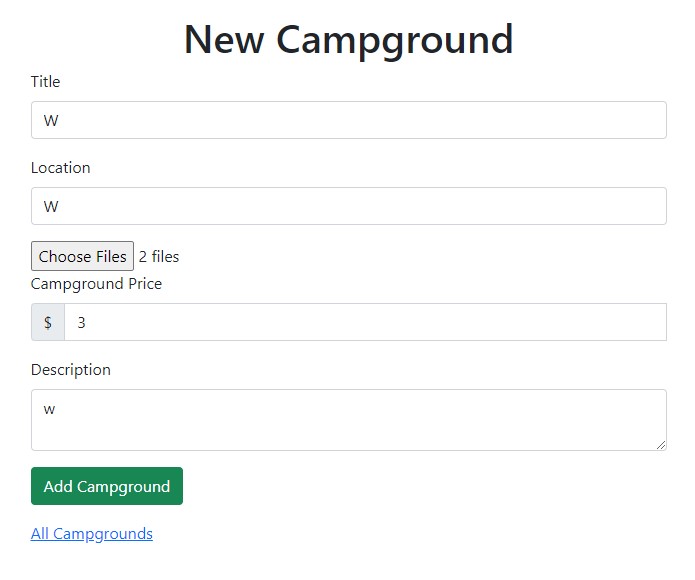 New Campground
Title
W
Location
W
Choose Files 2 files
Campground Price
$ 3
Description
w
Add Campground
All Campgrounds